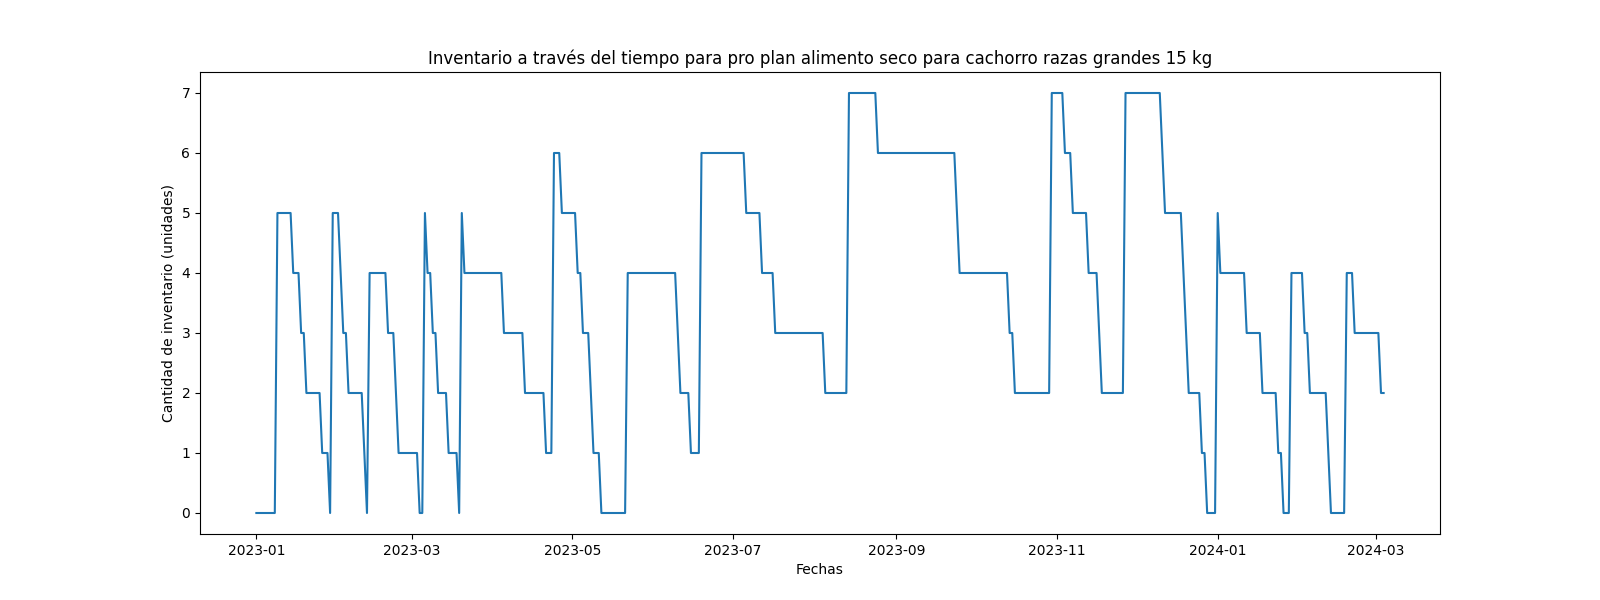 Inventario a través del tiempo para pro plan alimento seco para cachorro razas grandes 15 kg
Cantidad de inventario (unidades)
7
6
5
4
3
2
1
0
2023-01 2023-03 2023-05 2023-07 2023-09 2023-11 2024-01 2024-03
Fechas